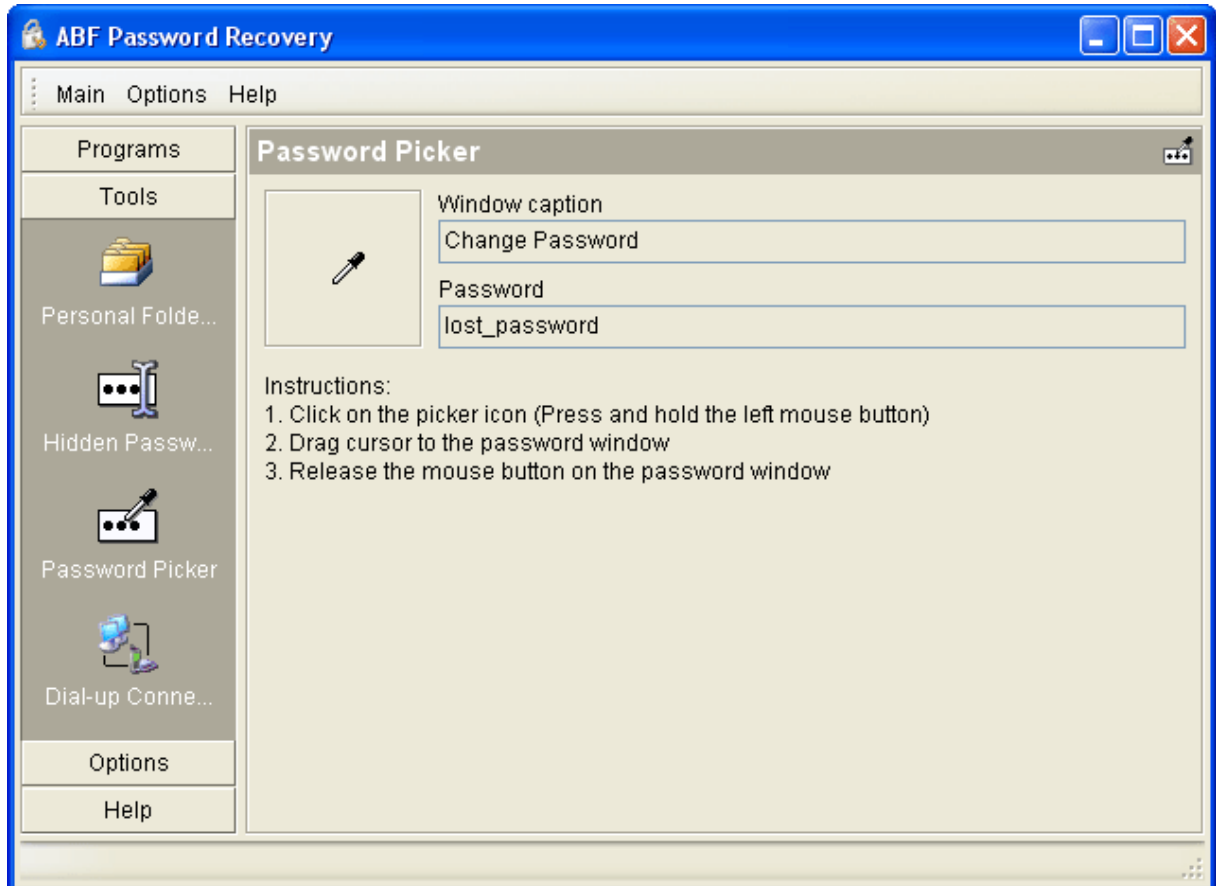 ABF Password Recovery
Main Options Help
Programs
Tools
Personal Folde...
Hidden Passw...
Password Picker
Dial-up Conne...
Options
Help
Password Picker
Window caption
Change Password
Password
lost_password
Instructions:
1. Click on the picker icon (Press and hold the left mouse button)
2. Drag cursor to the password window
3. Release the mouse button on the password window